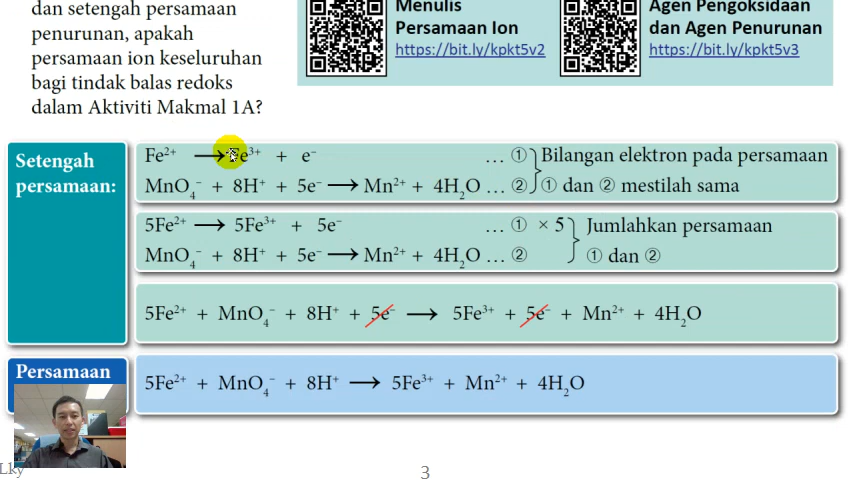 dan setengah persamaan
penurunan, apakah
persamaan ion keseluruhan
bagi tindak balas redoks
dalam Aktiviti Makmal 1A?
Menulis
Persamaan Ion
https://bit.ly/kpkt5v2
Agen Pengoksidaan
dan Agen Penurunan
https://bit.ly/kpkt5v3
Setengah
persamaan:
Fe²⁺ ⟶ Fe³⁺ + e⁻ … ①
MnO₄⁻ + 8H⁺ + 5e⁻ ⟶ Mn²⁺ + 4H₂O … ②
Bilangan elektron pada persamaan
① dan ② mestilah sama
5Fe²⁺ ⟶ 5Fe³⁺ + 5e⁻ … ① × 5
MnO₄⁻ + 8H⁺ + 5e⁻ ⟶ Mn²⁺ + 4H₂O … ②
Jumlahkan persamaan
① dan ②
5Fe²⁺ + MnO₄⁻ + 8H⁺ + 5e⁻ ⟶ 5Fe³⁺ + 5e⁻ + Mn²⁺ + 4H₂O
Persamaan
5Fe²⁺ + MnO₄⁻ + 8H⁺ ⟶ 5Fe³⁺ + Mn²⁺ + 4H₂O
Lky
3